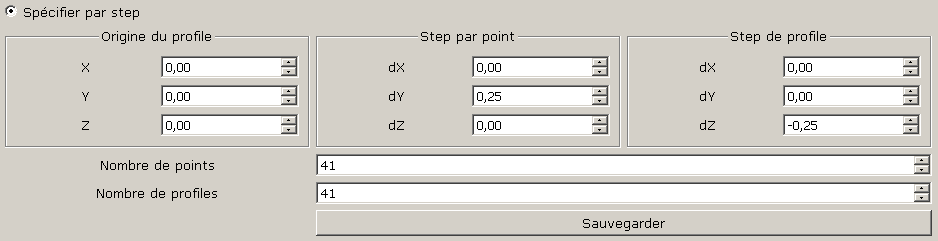 Spécifier par step
Origine du profile Step par point Step de profile
X 0,00 dX 0,00 dX 0,00
Y 0,00 dY 0,25 dY 0,00
Z 0,00 dZ 0,00 dZ -0,25
Nombre de points 41
Nombre de profiles 41
Sauvegarder